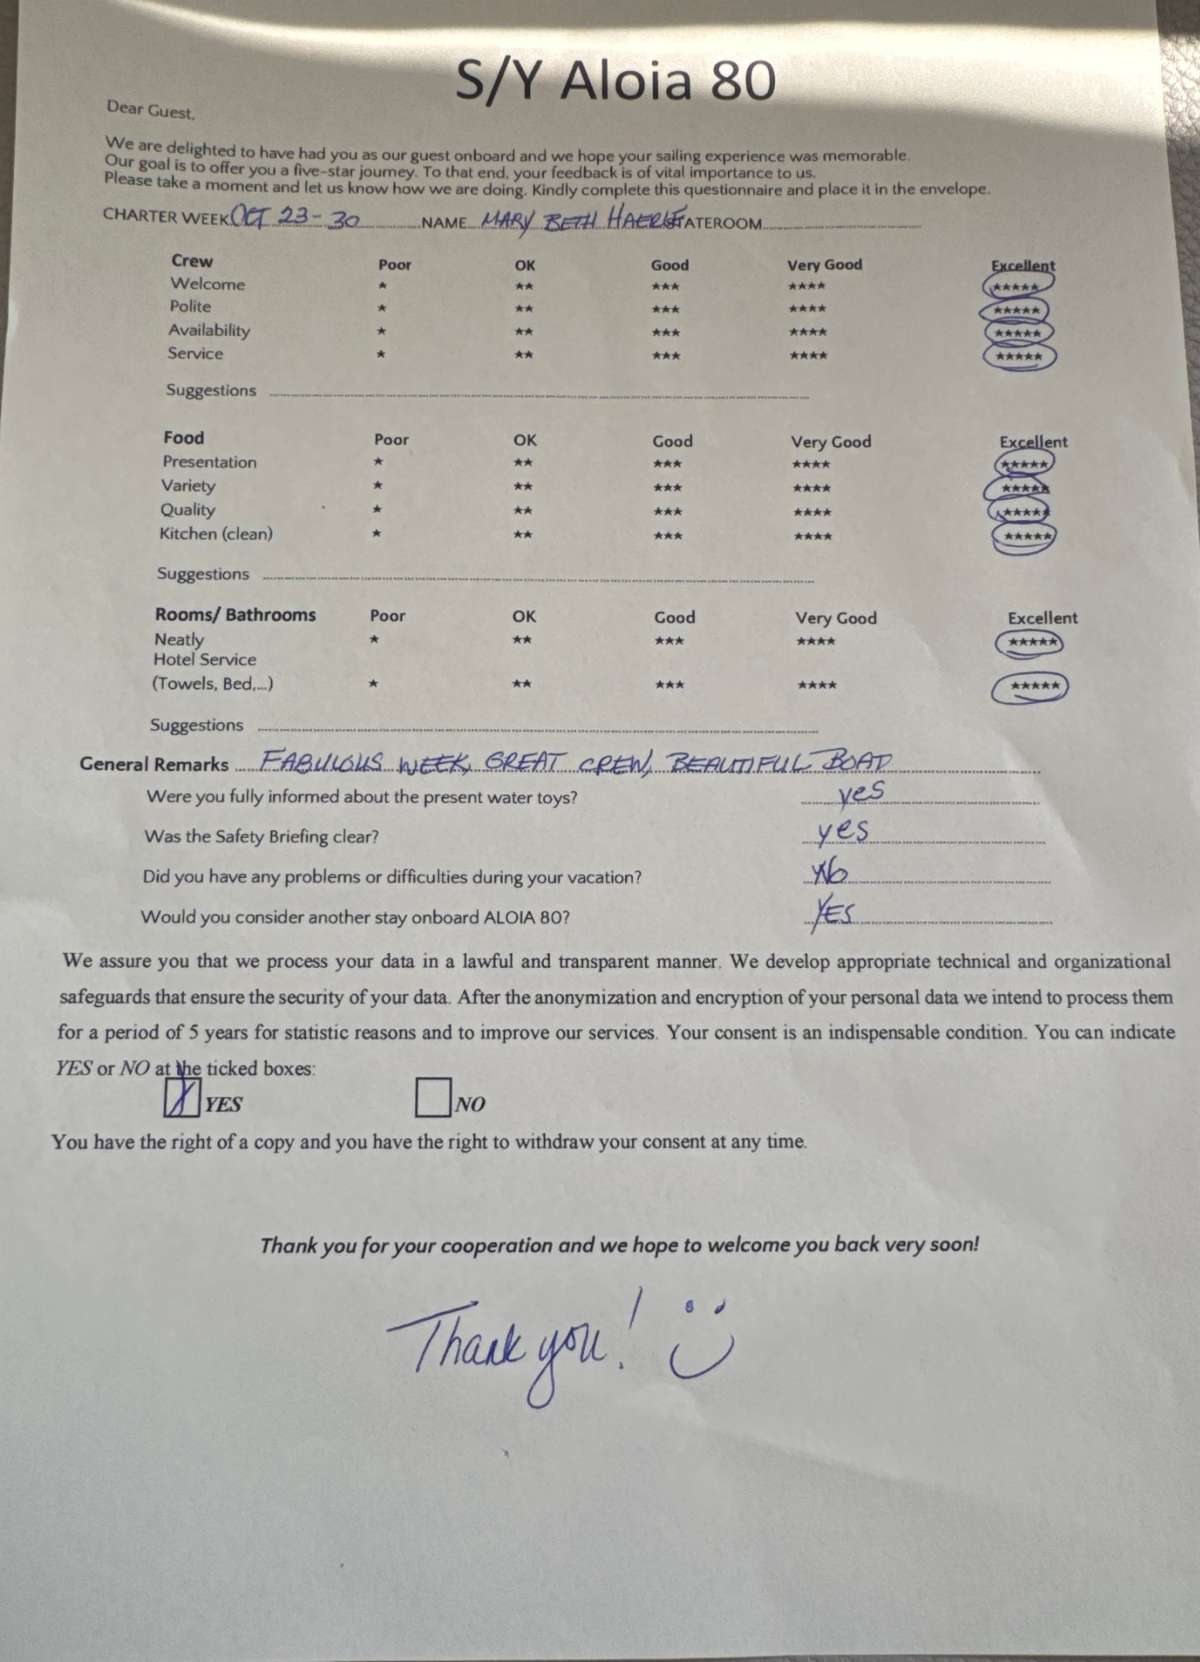 S/Y Aloia 80
Dear Guest,
We are delighted to have had you as our guest onboard and we hope your sailing experience was memorable.
Our goal is to offer you a five-star journey. To that end, your feedback is of vital importance to us.
Please take a moment and let us know how we are doing. Kindly complete this questionnaire and place it in the envelope.
CHARTER WEEK OCT 23-30 NAME MARY BETH HAERLE STATEROOM
Crew Poor OK Good Very Good Excellent
Welcome ★ ★★ ★★★ ★★★★ ★★★★★
Polite ★ ★★ ★★★ ★★★★ ★★★★★
Availability ★ ★★ ★★★ ★★★★ ★★★★★
Service ★ ★★ ★★★ ★★★★ ★★★★★
Suggestions
Food Poor OK Good Very Good Excellent
Presentation ★ ★★ ★★★ ★★★★ ★★★★★
Variety ★ ★★ ★★★ ★★★★ ★★★★★
Quality ★ ★★ ★★★ ★★★★ ★★★★★
Kitchen (clean) ★ ★★ ★★★ ★★★★ ★★★★★
Suggestions
Rooms/ Bathrooms Poor OK Good Very Good Excellent
Neatly ★ ★★ ★★★ ★★★★ ★★★★★
Hotel Service
(Towels, Bed,...) ★ ★★ ★★★ ★★★★ ★★★★★
Suggestions
General Remarks FABULOUS WEEK, GREAT CREW, BEAUTIFUL BOAT
Were you fully informed about the present water toys? yes
Was the Safety Briefing clear? yes
Did you have any problems or difficulties during your vacation? No
Would you consider another stay onboard ALOIA 80? YES
We assure you that we process your data in a lawful and transparent manner. We develop appropriate technical and organizational
safeguards that ensure the security of your data. After the anonymization and encryption of your personal data we intend to process them
for a period of 5 years for statistic reasons and to improve our services. Your consent is an indispensable condition. You can indicate
YES or NO at the ticked boxes:
X YES NO
You have the right of a copy and you have the right to withdraw your consent at any time.
Thank you for your cooperation and we hope to welcome you back very soon!
Thank you!